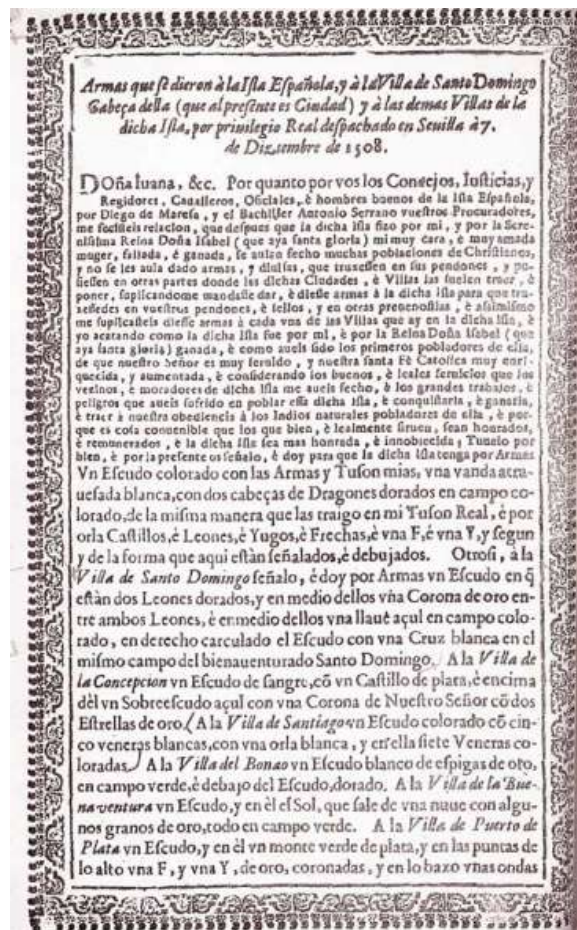 Armas que se dieron à la Isla Española, y à la Villa de Santo Domingo
Cabeça della (que al presente es Ciudad) y à las demas Villas de la
dicha Isla, por privilegio Real despachado en Sevilla à 7.
de Diziembre de 1508.
DOña Iuana, &c. Por quanto por vos los Consejos, Iusticias, y
Regidores, Cavalleros, Oficiales, è hombres buenos de la Isla Española,
por Diego de  y el Bachiller Antonio Serrano vuestros Procuradores,
me fecisteis relacion, que despues que la dicha isla fizo por mi, y por la Sere-
nissima Reina Doña Isabel (que aya santa gloria) mi muy cara, è muy amada
muger, fallada, è ganada, se avian fecho muchas poblaciones de Christianos,
y no se les avia dado armas, y divisas, que truxessen en sus pendones, y pu-
siessen en otras partes donde las dichas Ciudades, è Villas las suelen traer, è
poner, suplicandome mandasse dar, è diesse armas à la dicha isla para que tru-
xessedes en vuestros pendones, è sellos, y en otras  è assimismo
me suplicasteis diesse armas à cada vna de las Villas que ay en la dicha isla, è
yo acatando como la dicha isla fue por mi, è por la Reina Doña Isabel (que
aya santa gloria) ganada, è como aveis sido los primeros pobladores de ella,
de que nuestro Señor es muy servido, y nuestra santa Fè Catolica muy enri-
quecida, y aumentada, è considerando los buenos, è leales servicios que los
vecinos, è moradores de dicha Isla me aveis fecho, è los grandes trabajos, è
peligros que aveis sofrido en poblar essa dicha isla, è conquistarla, è ganarla,
è traer à nuestra obediencia à los Indios naturales pobladores de ella, è por-
que es cosa convenible que los que bien, è lealmente sirven, sean honrados,
è remunerados, è la dicha Isla sea mas honrada, è innoblecida; Tuvelo por
bien, è por la presente os señalo, è doy para que la dicha isla tenga por Armas
Vn Escudo colorado con las Armas y Tuson mias, vna vanda atra-
uesada blanca, con dos cabeças de Dragones dorados en campo co-
lorado, de la misma manera que las traigo en mi Tuson Real, è por
orla Castillos, è Leones, è Yugos, è Frechas, è vna F, è vna Y, y segun
y de la forma que aqui estàn señalados, è debujados. Otrosi, à la
Villa de Santo Domingo señalo, è doy por Armas vn Escudo en q̃
estàn dos Leones dorados, y en medio dellos vna Corona de oro en-
tre ambos Leones, è en medio dellos vna llaue açul en campo colo-
rado, en derecho carculado el Escudo con vna Cruz blanca en el
mismo campo del bienauenturado Santo Domingo. A la Villa de
la Concepcion vn Escudo de sangre, cõ vn Castillo de plata, è encima
dèl vn Sobreescudo açul con vna Corona de Nuestro Señor cõ dos
Estrellas de oro. A la Villa de Santiago vn Escudo colorado cõ cin-
co veneras blancas, con vna orla blanca, y en ella siete Veneras co-
loradas. A la Villa del Bonao vn Escudo blanco de espigas de oro,
en campo verde, è debajo del Escudo, dorado. A la Villa de la Bue-
na ventura vn Escudo, y en èl el Sol, que sale de vna nuue con algu-
nos granos de oro, todo en campo verde. A la Villa de Puerto de
Plata vn Escudo, y en èl vn monte verde de plata, y en las puntas de
lo alto vna F, y vna Y, de oro, coronadas, y en lo baxo vnas ondas